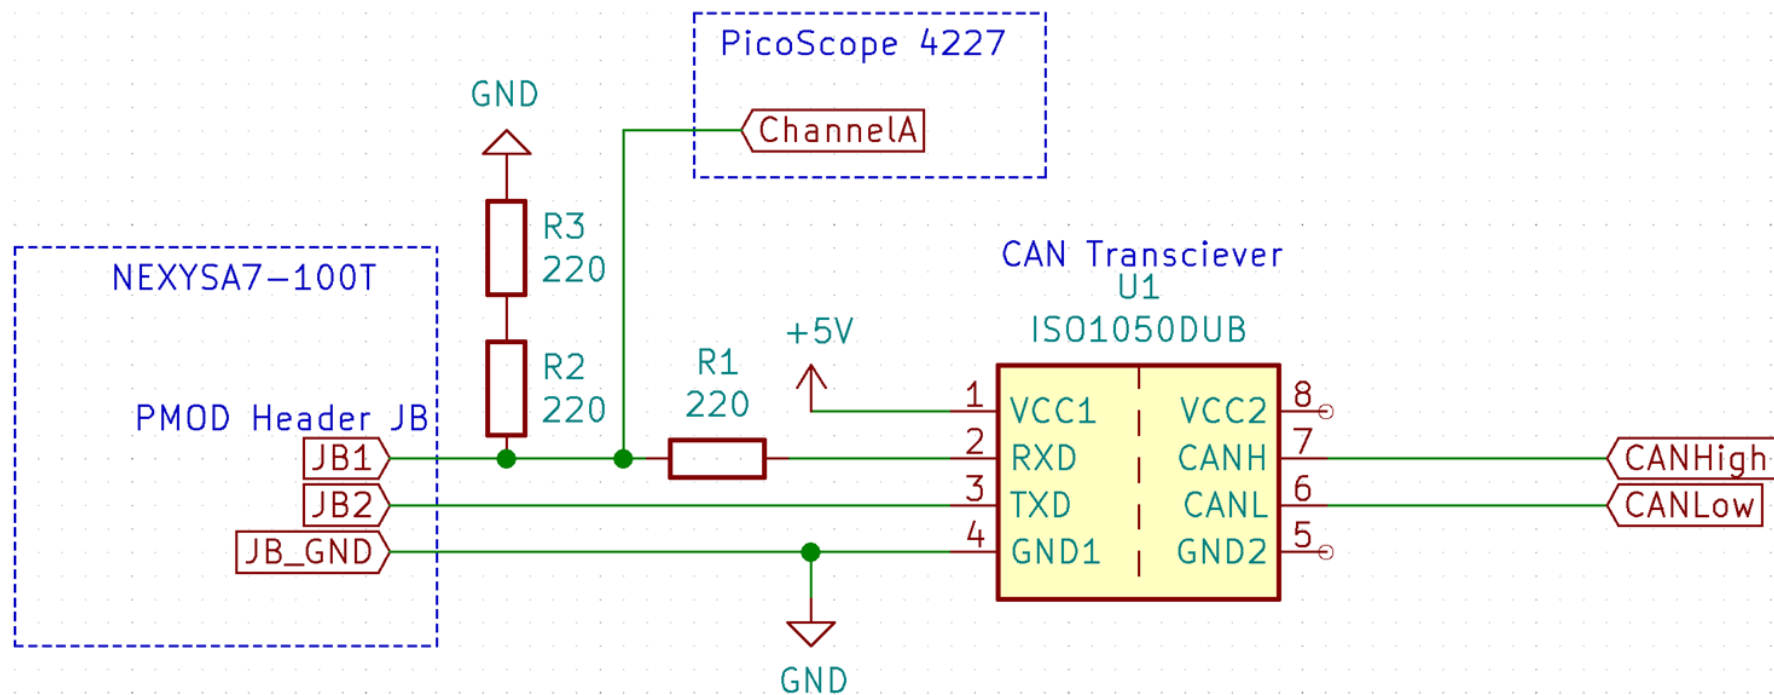 PicoScope 4227
ChannelA
GND
R3
220
R2
220
NEXYSA7-100T
PMOD Header JB
JB1
JB2
JB_GND
R1
220
+5V
GND
CAN Transciever
U1
ISO1050DUB
1 VCC1 VCC2 8
2 RXD CANH 7
3 TXD CANL 6
4 GND1 GND2 5
CANHigh
CANLow